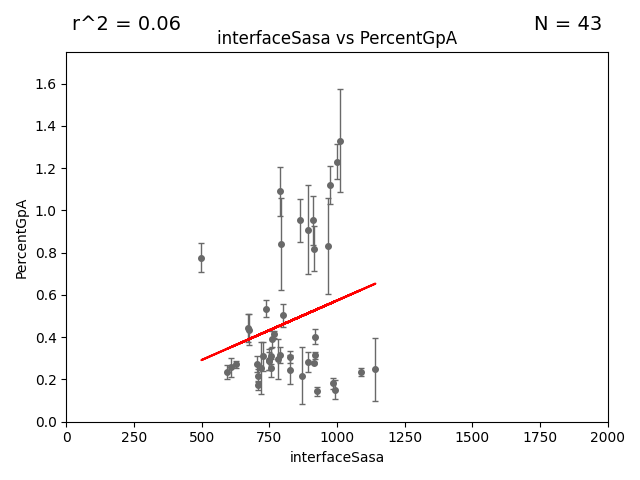 r^2 = 0.06
N = 43
interfaceSasa vs PercentGpA
PercentGpA
1.6
1.4
1.2
1.0
0.8
0.6
0.4
0.2
0.0
0 250 500 750 1000 1250 1500 1750 2000
interfaceSasa